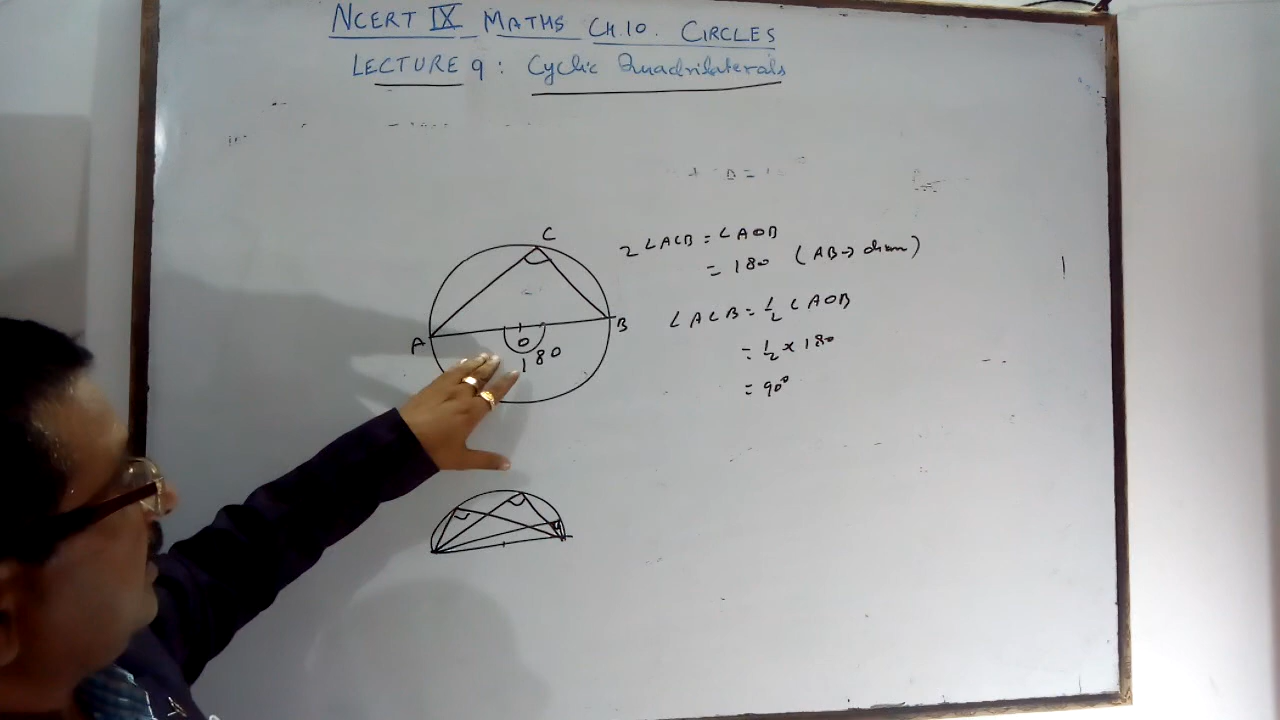 NCERT IX MATHS CH.10. CIRCLES
LECTURE 9: Cyclic Quadrilaterals
C
A
B
O
180
2∠ACB = ∠AOB
= 180 (AB → diam)
∠ACB = 1/2 ∠AOB
= 1/2 × 180
= 90°